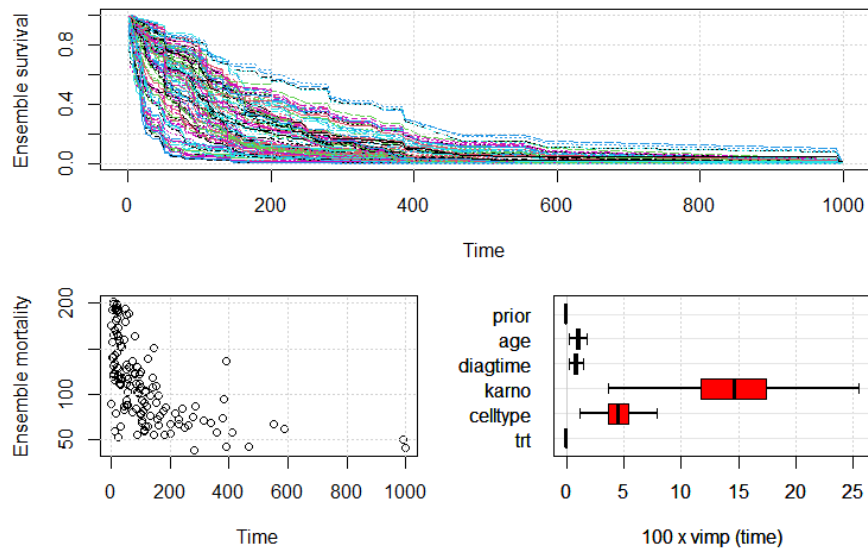 Ensemble survival
0.8
0.4
0.0
0 200 400 600 800 1000
Time
Ensemble mortality
200
100
50
0 200 400 600 800 1000
Time
prior
age
diagtime
karno
celltype
trt
0 5 10 15 20 25
100 x vimp (time)